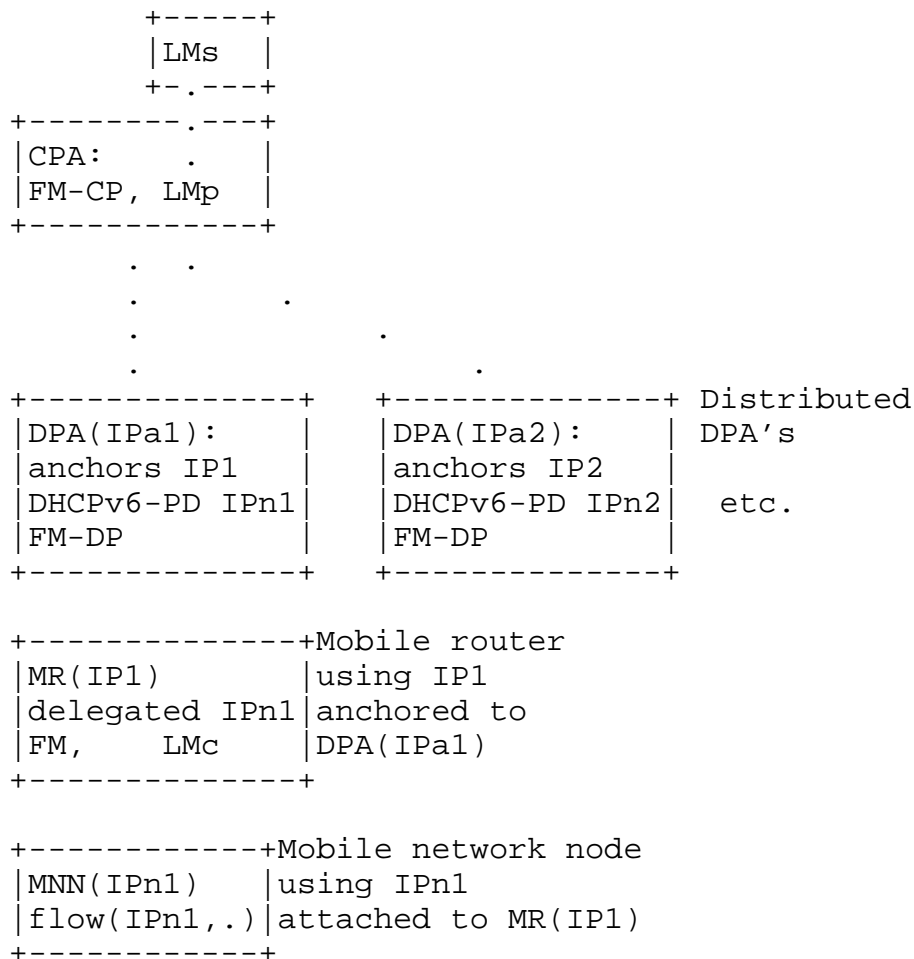 LMs
CPA:
FM-CP, LMp
DPA(IPa1): DPA(IPa2): Distributed DPA's
anchors IP1 anchors IP2
DHCPv6-PD IPn1 DHCPv6-PD IPn2 etc.
FM-DP FM-DP
Mobile router
MR(IP1) using IP1
delegated IPn1 anchored to
FM, LMc DPA(IPa1)
Mobile network node
MNN(IPn1) using IPn1
flow(IPn1,.) attached to MR(IP1)